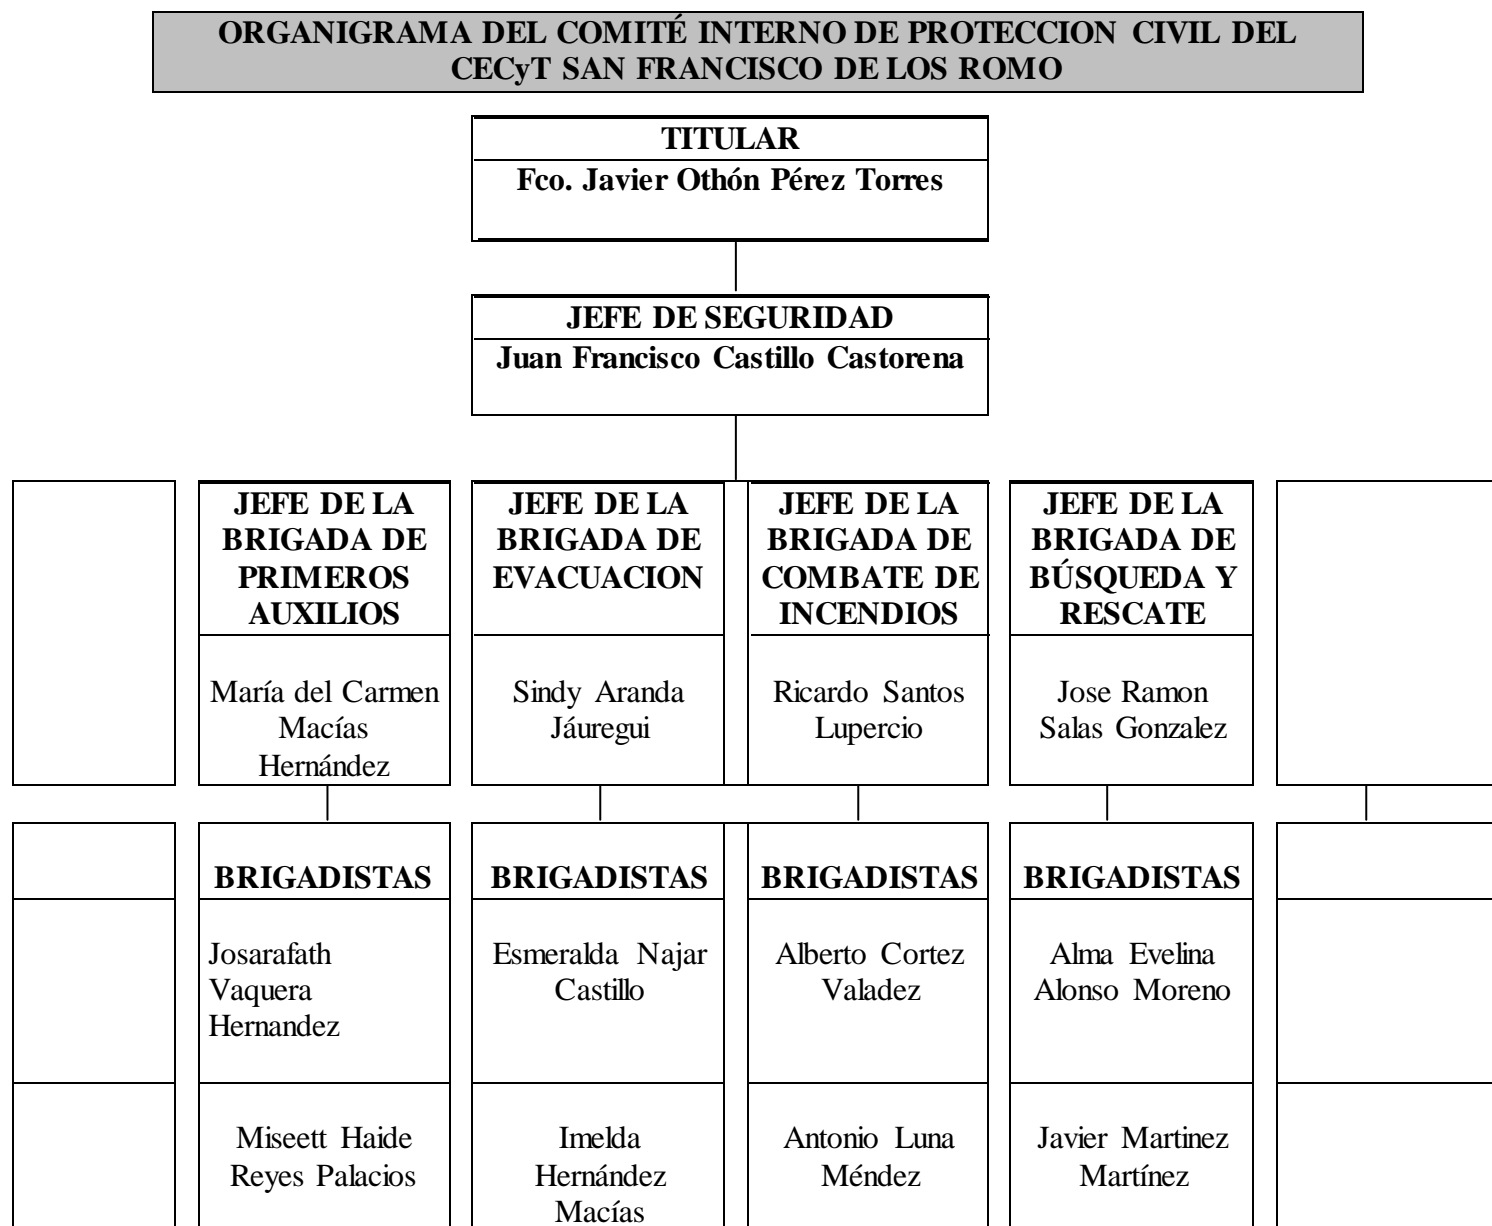 ORGANIGRAMA DEL COMITÉ INTERNO DE PROTECCION CIVIL DEL
CECyT SAN FRANCISCO DE LOS ROMO
TITULAR
Fco. Javier Othón Pérez Torres
JEFE DE SEGURIDAD
Juan Francisco Castillo Castorena
JEFE DE LA
BRIGADA DE
PRIMEROS
AUXILIOS
María del Carmen
Macías
Hernández
JEFE DE LA
BRIGADA DE
EVACUACION
Sindy Aranda
Jáuregui
JEFE DE LA
BRIGADA DE
COMBATE DE
INCENDIOS
Ricardo Santos
Lupercio
JEFE DE LA
BRIGADA DE
BÚSQUEDA Y
RESCATE
Jose Ramon
Salas Gonzalez
BRIGADISTAS
Josarafath
Vaquera
Hernandez
Miseett Haide
Reyes Palacios
BRIGADISTAS
Esmeralda Najar
Castillo
Imelda
Hernández
Macías
BRIGADISTAS
Alberto Cortez
Valadez
Antonio Luna
Méndez
BRIGADISTAS
Alma Evelina
Alonso Moreno
Javier Martinez
Martínez